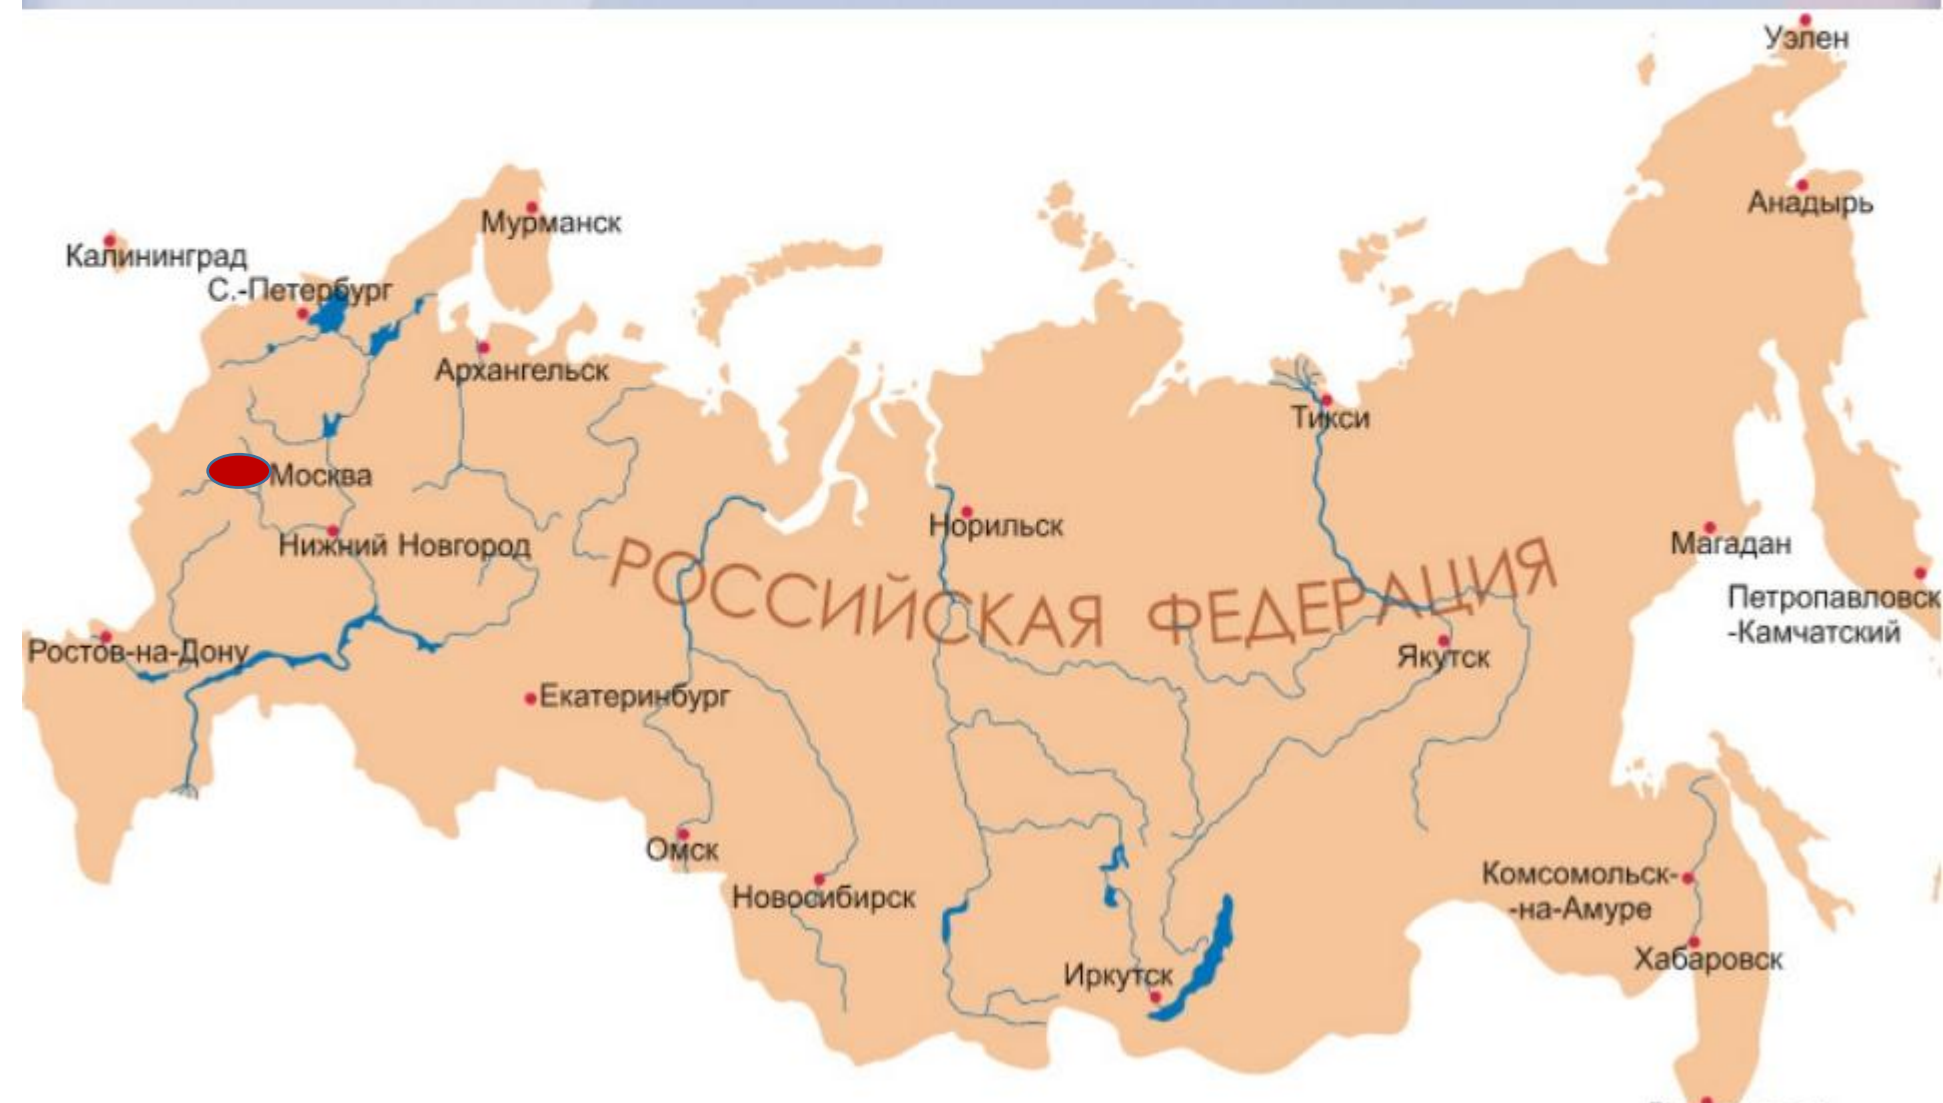 Уэлен
Анадырь
Мурманск
Калининград
С.-Петербург
Архангельск
Тикси
Москва
Норильск
Магадан
Нижний Новгород
РОССИЙСКАЯ ФЕДЕРАЦИЯ
Петропавловск
-Камчатский
Ростов-на-Дону
Якутск
Екатеринбург
Омск
Новосибирск
Комсомольск-
-на-Амуре
Хабаровск
Иркутск